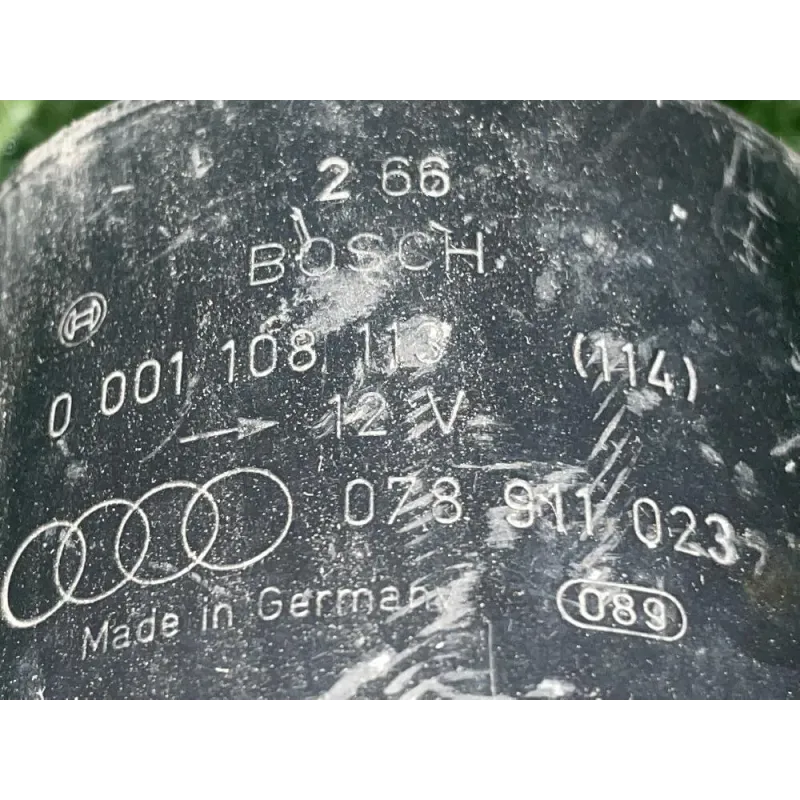 2 66
BOSCH
0 001 108 113 (114)
12 V
078 911 023
Made in Germany 089